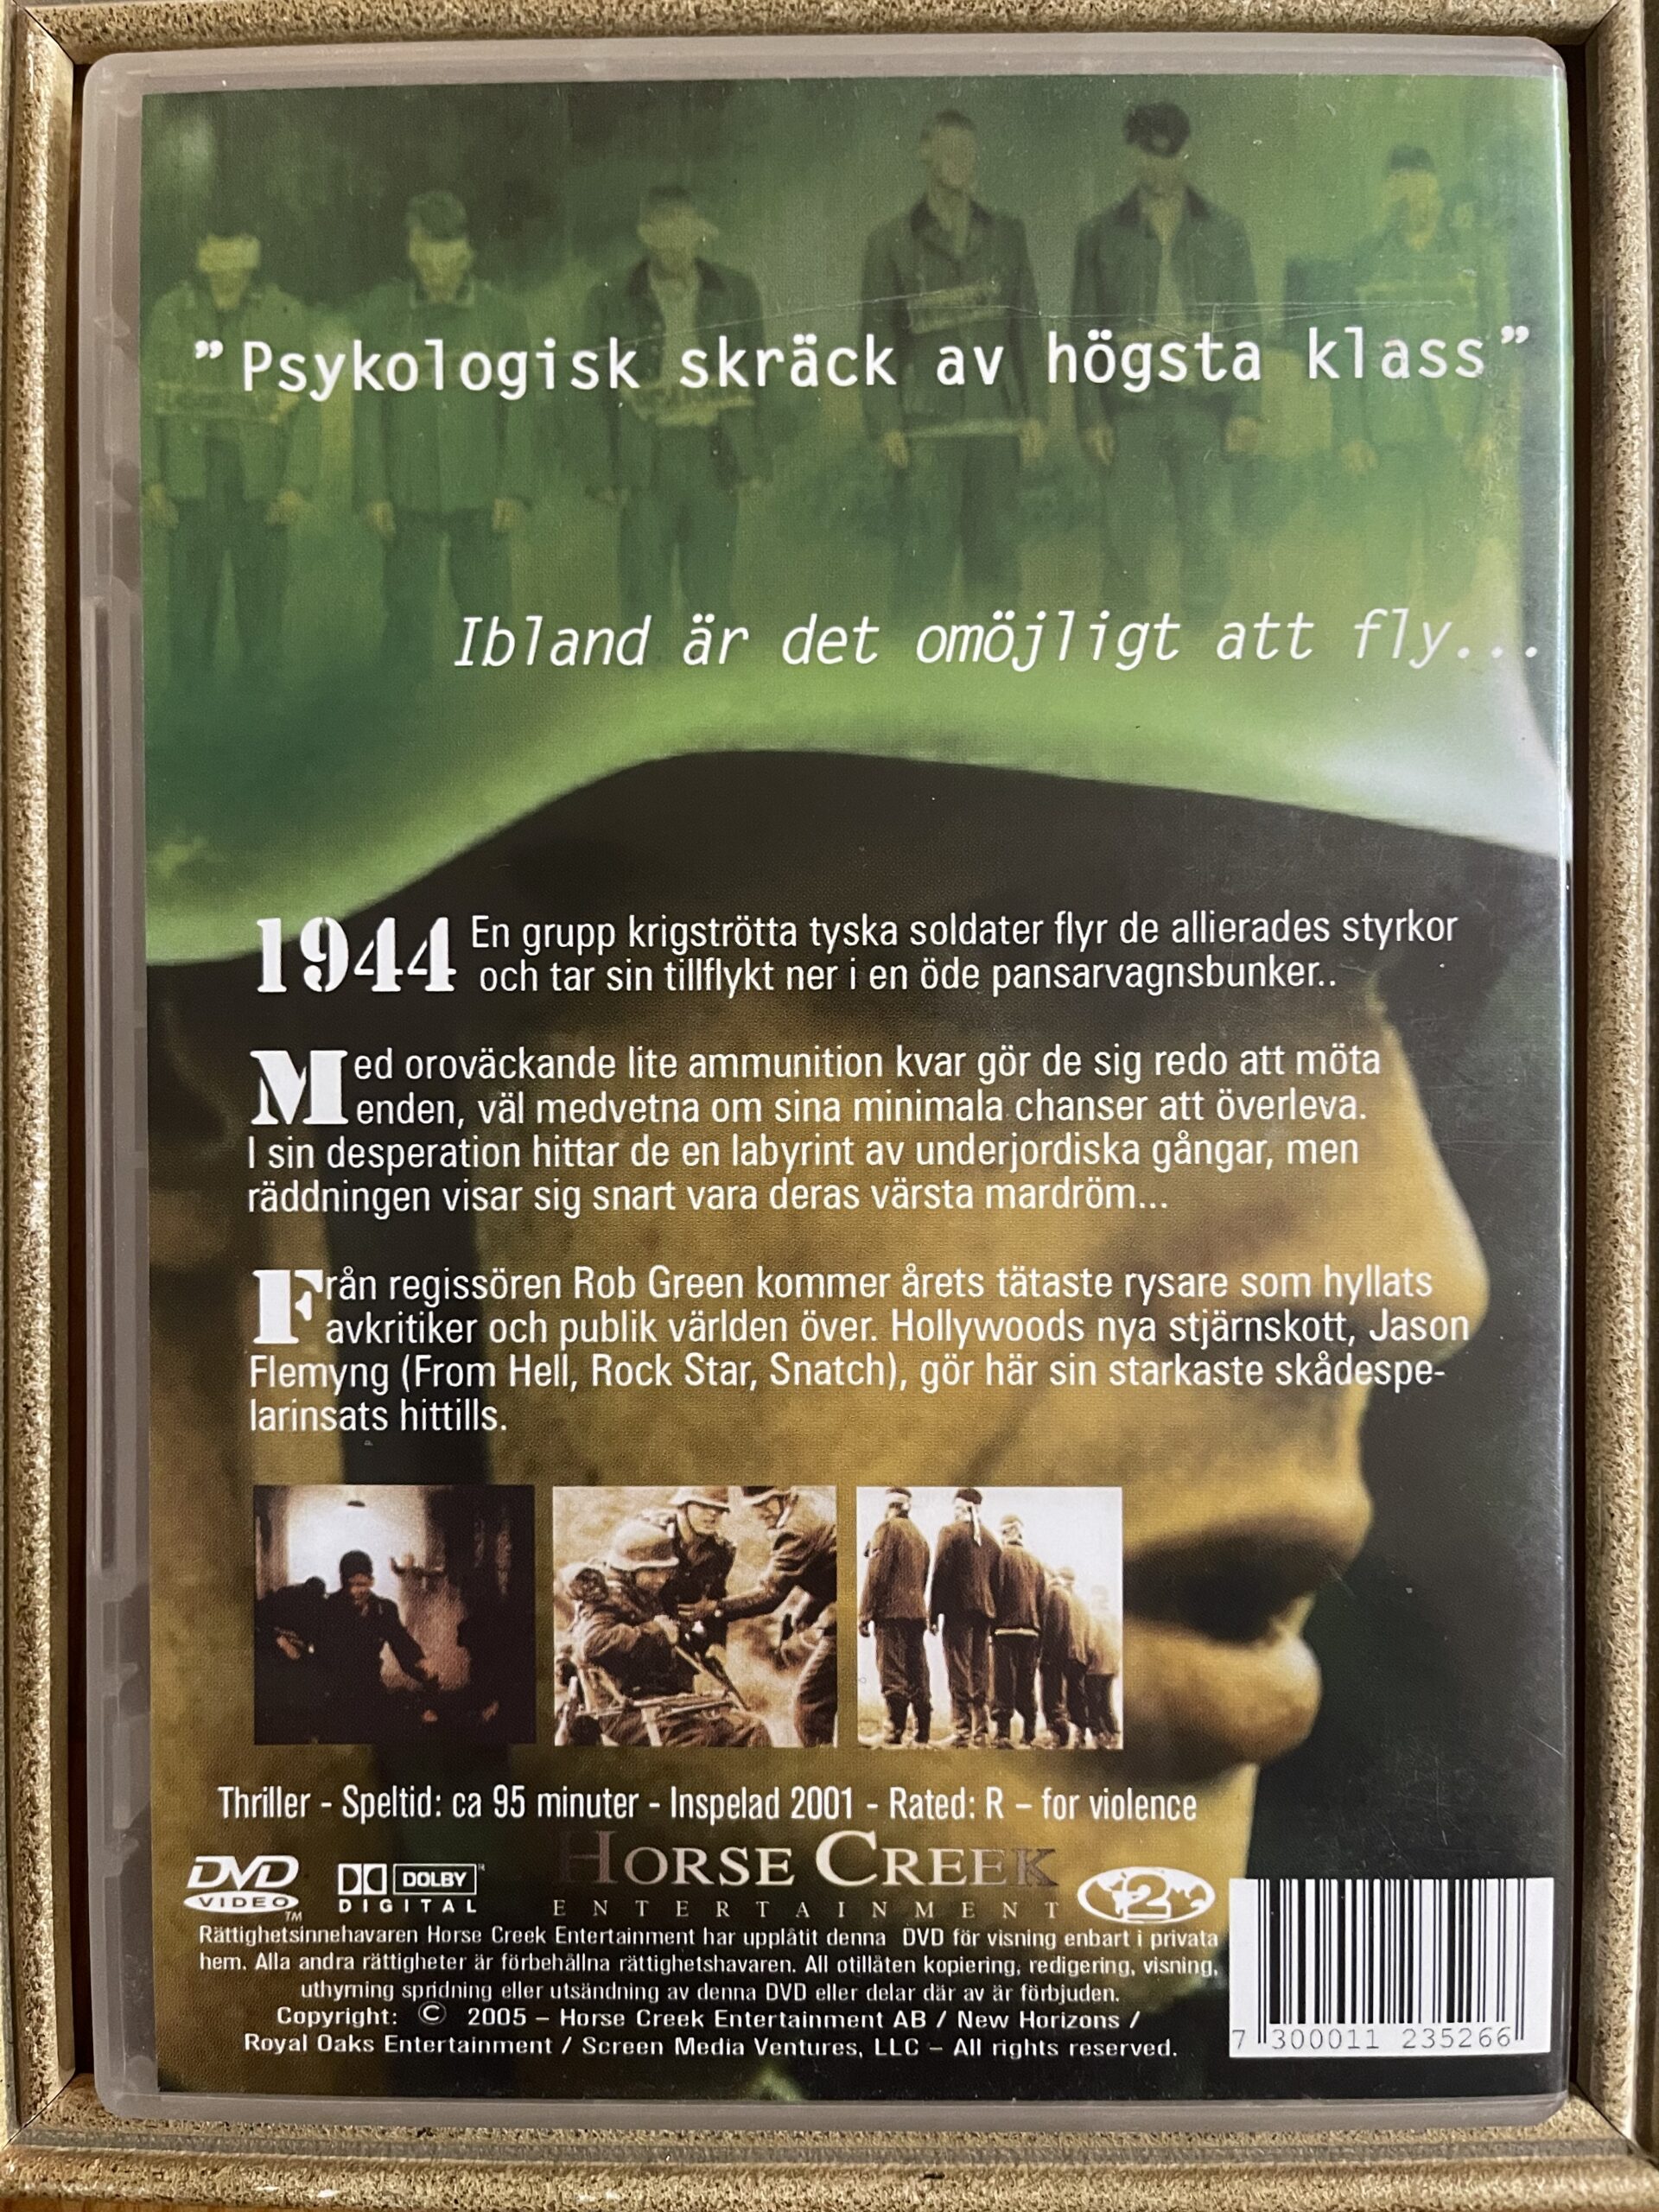 ”Psykologisk skräck av högsta klass”
Ibland är det omöjligt att fly...
1944 En grupp krigströtta tyska soldater flyr de allierades styrkor
och tar sin tillflykt ner i en öde pansarvagnsbunker..
Med oroväckande lite ammunition kvar gör de sig redo att möta
enden, väl medvetna om sina minimala chanser att överleva.
I sin desperation hittar de en labyrint av underjordiska gångar, men
räddningen visar sig snart vara deras värsta mardröm...
Från regissören Rob Green kommer årets tätaste rysare som hyllats
avkritiker och publik världen över. Hollywoods nya stjärnskott, Jason
Flemyng (From Hell, Rock Star, Snatch), gör här sin starkaste skådespe-
larinsats hittills.
Thriller - Speltid: ca 95 minuter - Inspelad 2001 - Rated: R – for violence
DVD
VIDEO
TM
DOLBY
DIGITAL
HORSE CREEK
ENTERTAINMENT
2
Rättighetsinnehavaren Horse Creek Entertainment har upplåtit denna DVD för visning enbart i privata
hem. Alla andra rättigheter är förbehållna rättighetshavaren. All otillåten kopiering, redigering, visning,
uthyrning spridning eller utsändning av denna DVD eller delar där av är förbjuden.
Copyright: © 2005 – Horse Creek Entertainment AB / New Horizons /
Royal Oaks Entertainment / Screen Media Ventures, LLC – All rights reserved.
7 300011 235266